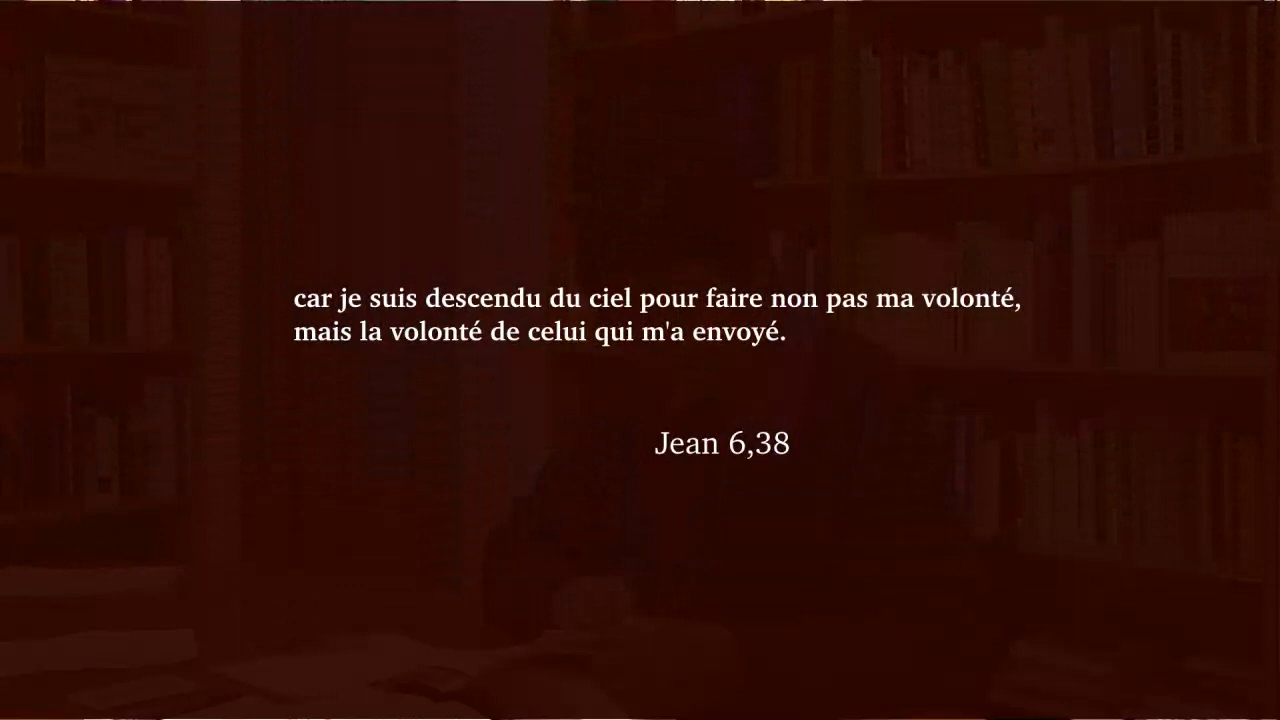 car je suis descendu du ciel pour faire non pas ma volonté,
mais la volonté de celui qui m'a envoyé.
Jean 6,38